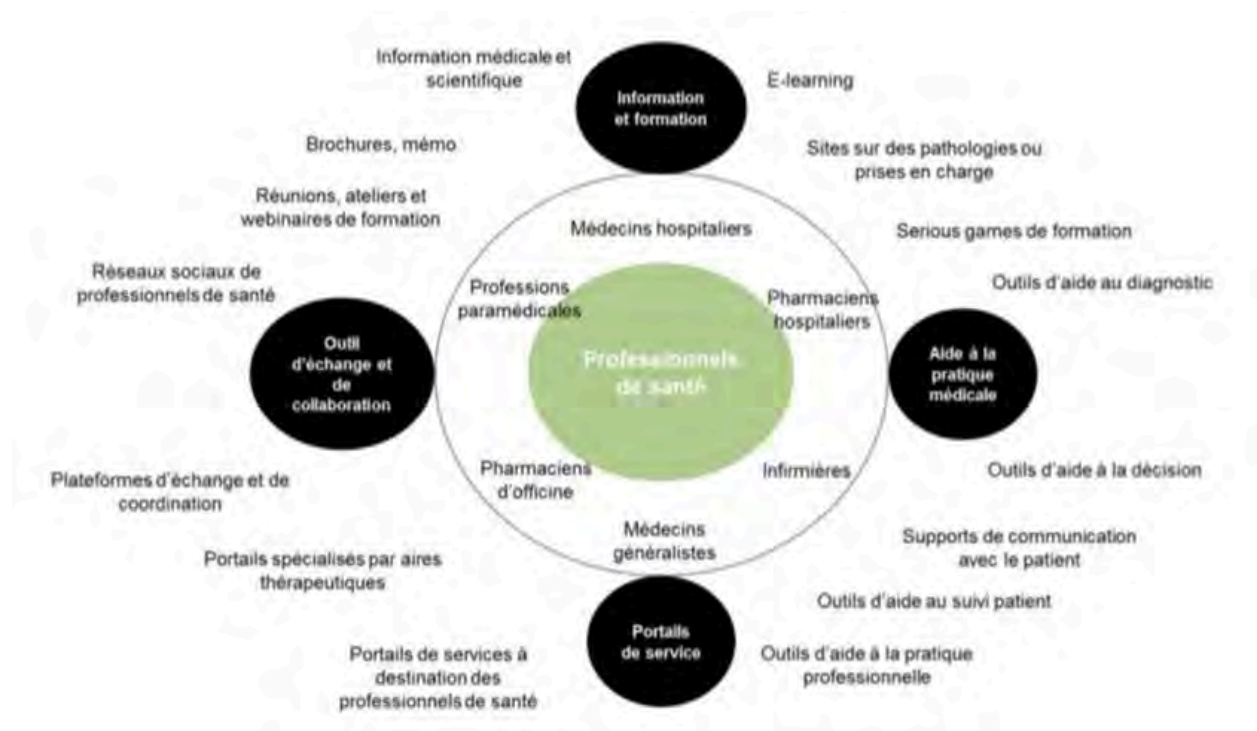 Information médicale et
scientifique
Information
et formation
E-learning
Brochures, mémo
Sites sur des pathologies ou
prises en charge
Réunions, ateliers et
webinaires de formation
Médecins hospitaliers
Serious games de formation
Réseaux sociaux de
professionnels de santé
Professions
paramédicales
Pharmaciens
hospitaliers
Outils d'aide au diagnostic
Outil
d'échange et
de
collaboration
Professionnels
de santé
Aide à la
pratique
médicale
Plateformes d'échange et de
coordination
Pharmaciens
d'officine
Infirmières
Outils d'aide à la décision
Médecins
généralistes
Supports de communication
avec le patient
Portails spécialisés par aires
thérapeutiques
Outils d'aide au suivi patient
Portails
de service
Portails de services à
destination des
professionnels de santé
Outils d'aide à la pratique
professionnelle